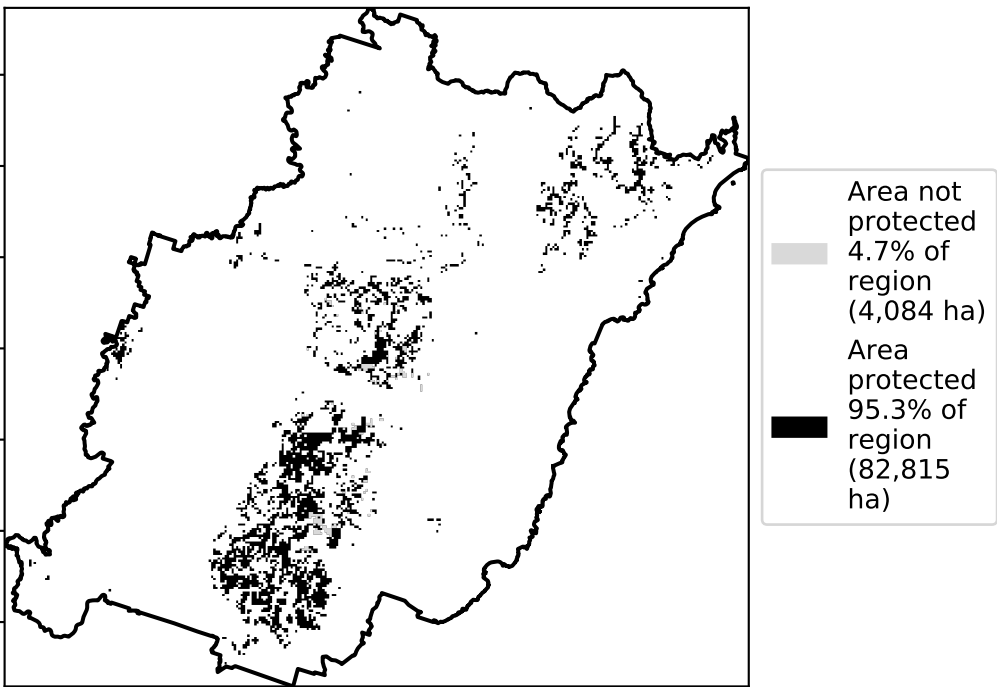 Area not
protected
4.7% of
region
(4,084 ha)
Area
protected
95.3% of
region
(82,815
ha)